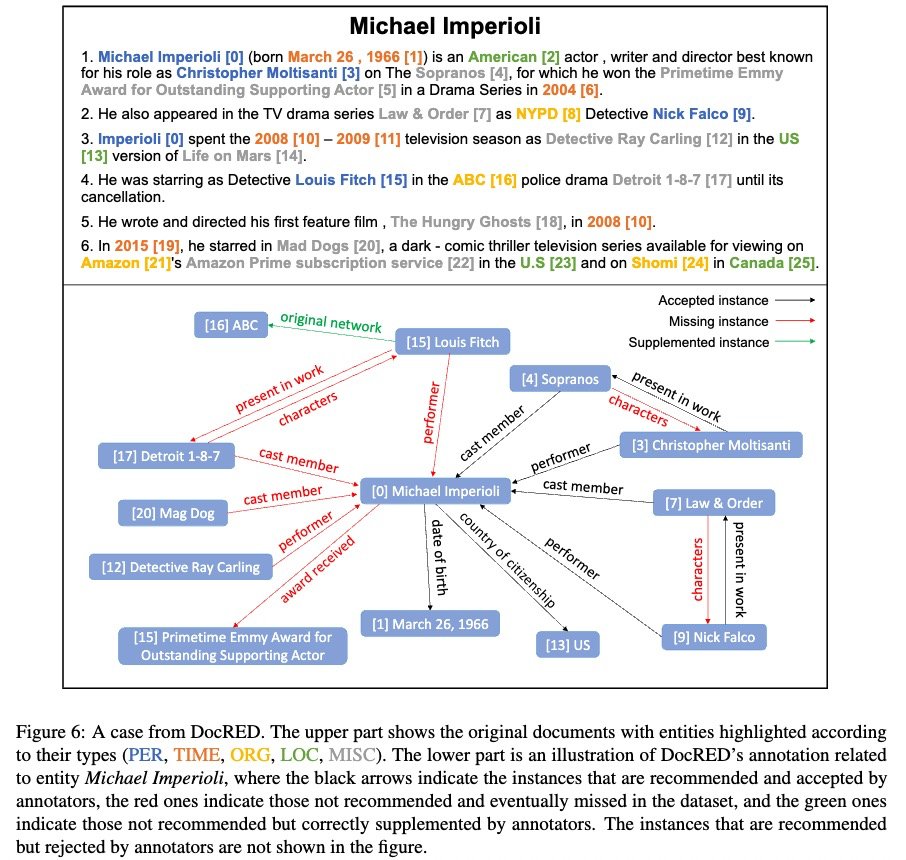 Michael Imperioli
1. Michael Imperioli [0] (born March 26 , 1966 [1]) is an American [2] actor , writer and director best known
for his role as Christopher Moltisanti [3] on The Sopranos [4], for which he won the Primetime Emmy
Award for Outstanding Supporting Actor [5] in a Drama Series in 2004 [6].
2. He also appeared in the TV drama series Law & Order [7] as NYPD [8] Detective Nick Falco [9].
3. Imperioli [0] spent the 2008 [10] – 2009 [11] television season as Detective Ray Carling [12] in the US
[13] version of Life on Mars [14].
4. He was starring as Detective Louis Fitch [15] in the ABC [16] police drama Detroit 1-8-7 [17] until its
cancellation.
5. He wrote and directed his first feature film , The Hungry Ghosts [18], in 2008 [10].
6. In 2015 [19], he starred in Mad Dogs [20], a dark - comic thriller television series available for viewing on
Amazon [21]'s Amazon Prime subscription service [22] in the U.S [23] and on Shomi [24] in Canada [25].
Accepted instance
Missing instance
Supplemented instance
[16] ABC
original network
[15] Louis Fitch
present in work
characters
performer
[4] Sopranos
present in work
characters
cast member
[3] Christopher Moltisanti
performer
[17] Detroit 1-8-7
cast member
[0] Michael Imperioli
cast member
[7] Law & Order
[20] Mag Dog
cast member
[12] Detective Ray Carling
performer
award received
date of birth
country of citizenship
performer
characters
present in work
[15] Primetime Emmy Award for
Outstanding Supporting Actor
[1] March 26, 1966
[13] US
[9] Nick Falco
Figure 6: A case from DocRED. The upper part shows the original documents with entities highlighted according
to their types (PER, TIME, ORG, LOC, MISC). The lower part is an illustration of DocRED's annotation related
to entity Michael Imperioli, where the black arrows indicate the instances that are recommended and accepted by
annotators, the red ones indicate those not recommended and eventually missed in the dataset, and the green ones
indicate those not recommended but correctly supplemented by annotators. The instances that are recommended
but rejected by annotators are not shown in the figure.